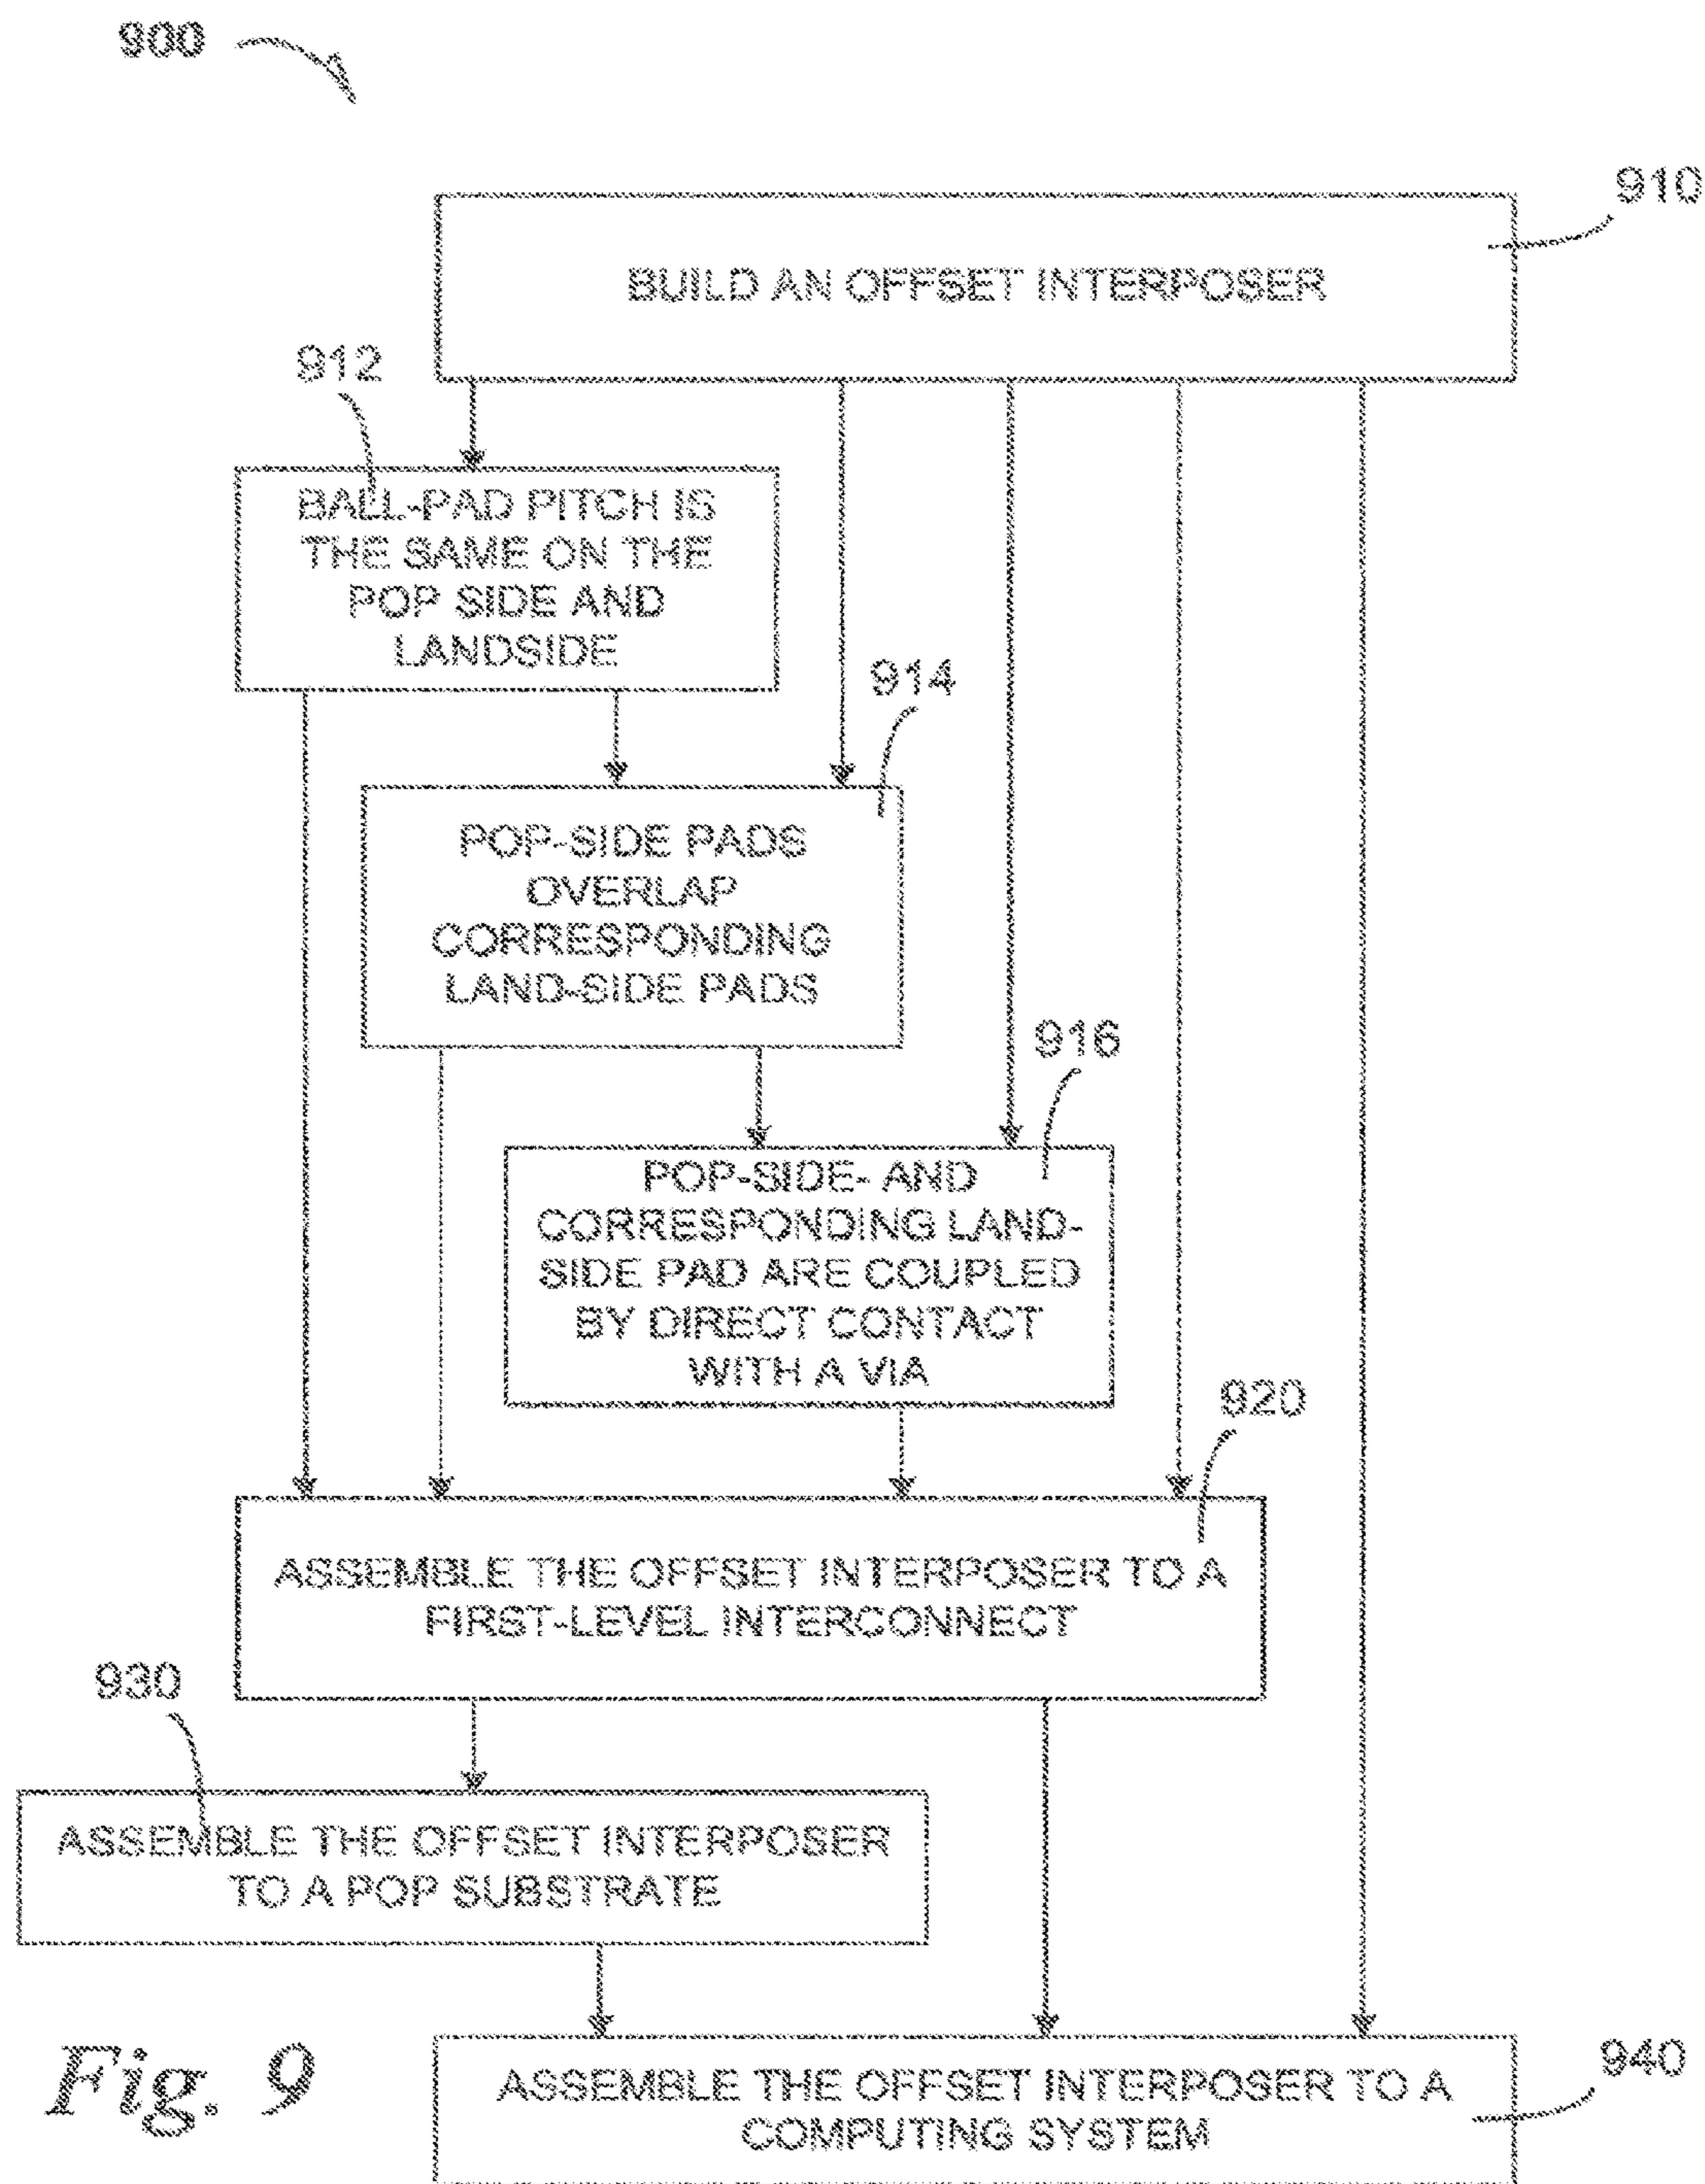 900
910
BUILD AN OFFSET INTERPOSER
912
BALL-PAD PITCH IS
THE SAME ON THE
POP SIDE AND
LANDSIDE
914
POP-SIDE PADS
OVERLAP
CORRESPONDING
LAND-SIDE PADS
916
POP-SIDE- AND
CORRESPONDING LAND-
SIDE PAD ARE COUPLED
BY DIRECT CONTACT
WITH A VIA
920
ASSEMBLE THE OFFSET INTERPOSER TO A
FIRST-LEVEL INTERCONNECT
930
ASSEMBLE THE OFFSET INTERPOSER
TO A POP SUBSTRATE
940
ASSEMBLE THE OFFSET INTERPOSER TO A
COMPUTING SYSTEM
Fig. 9